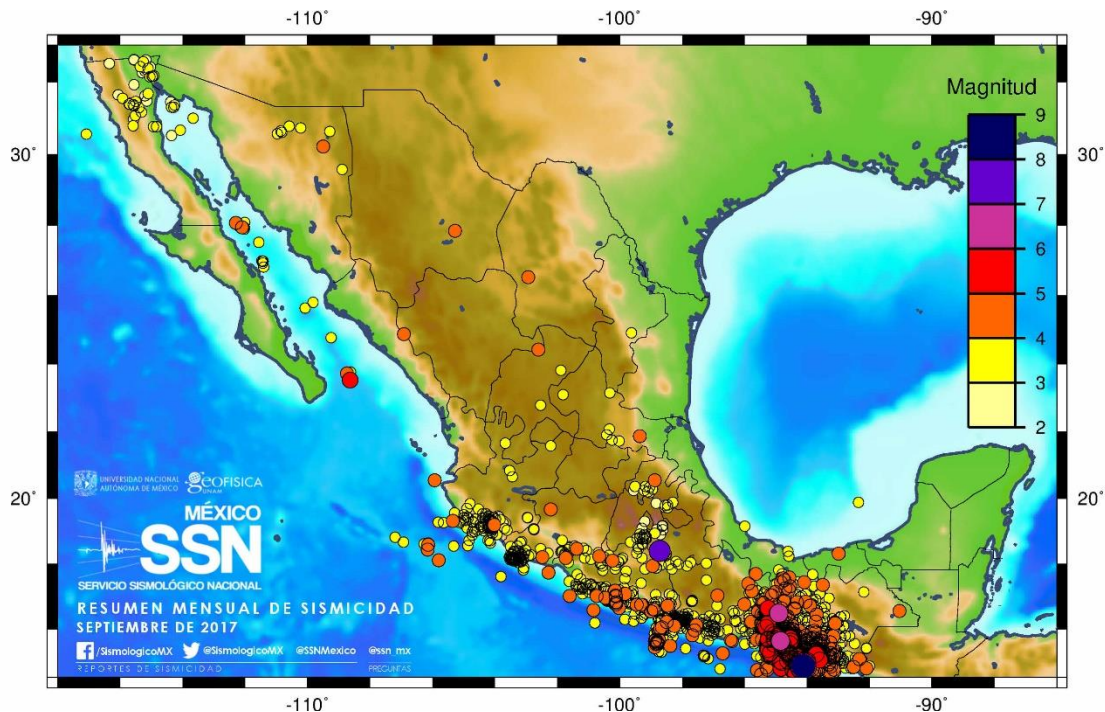 -110° -100° -90°
Magnitud
9
8
7
6
5
4
3
2
30° 30°
20° 20°
UNIVERSIDAD NACIONAL
AUTÓNOMA DE MÉXICO
GEOFISICA
UNAM
MÉXICO
SSN
SERVICIO SISMOLÓGICO NACIONAL
RESUMEN MENSUAL DE SISMICIDAD
SEPTIEMBRE DE 2017
/SismologicoMX @SismologicoMX @SSNMexico @ssn_mx
REPORTES DE SISMICIDAD PREGUNTAS
-110° -100° -90°